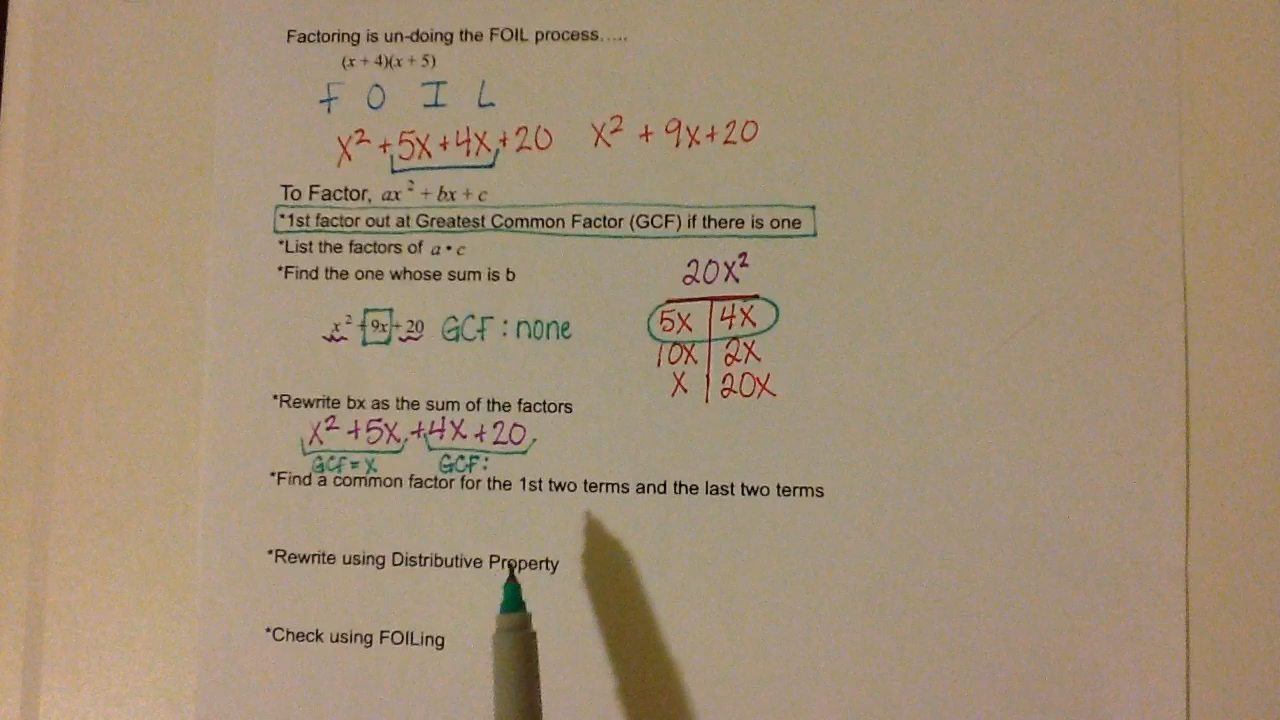 Factoring is un-doing the FOIL process.....
(x + 4)(x + 5)
F O I L
x² + 5x + 4x + 20 x² + 9x + 20
To Factor, ax² + bx + c
*1st factor out at Greatest Common Factor (GCF) if there is one
*List the factors of a • c
*Find the one whose sum is b
20x²
x² + 9x + 20 GCF : none
5x | 4x
10x | 2x
x | 20x
*Rewrite bx as the sum of the factors
x² + 5x + 4x + 20
GCF = x GCF:
*Find a common factor for the 1st two terms and the last two terms
*Rewrite using Distributive Property
*Check using FOILing